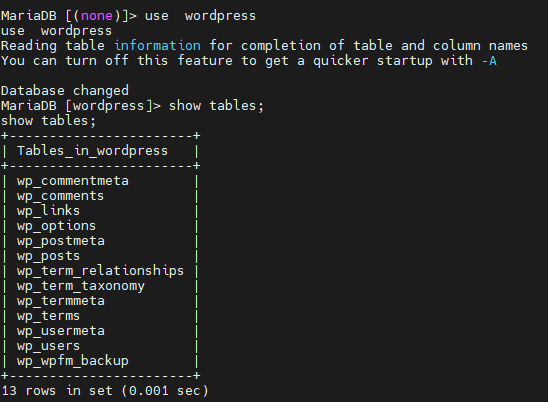 MariaDB [(none)]> use  wordpress
use  wordpress
Reading table information for completion of table and column names
You can turn off this feature to get a quicker startup with -A
Database changed
MariaDB [wordpress]> show tables;
show tables;
+-----------------------+
| Tables_in_wordpress   |
+-----------------------+
| wp_commentmeta        |
| wp_comments           |
| wp_links              |
| wp_options            |
| wp_postmeta           |
| wp_posts              |
| wp_term_relationships |
| wp_term_taxonomy      |
| wp_termmeta           |
| wp_terms              |
| wp_usermeta           |
| wp_users              |
| wp_wpfm_backup        |
+-----------------------+
13 rows in set (0.001 sec)